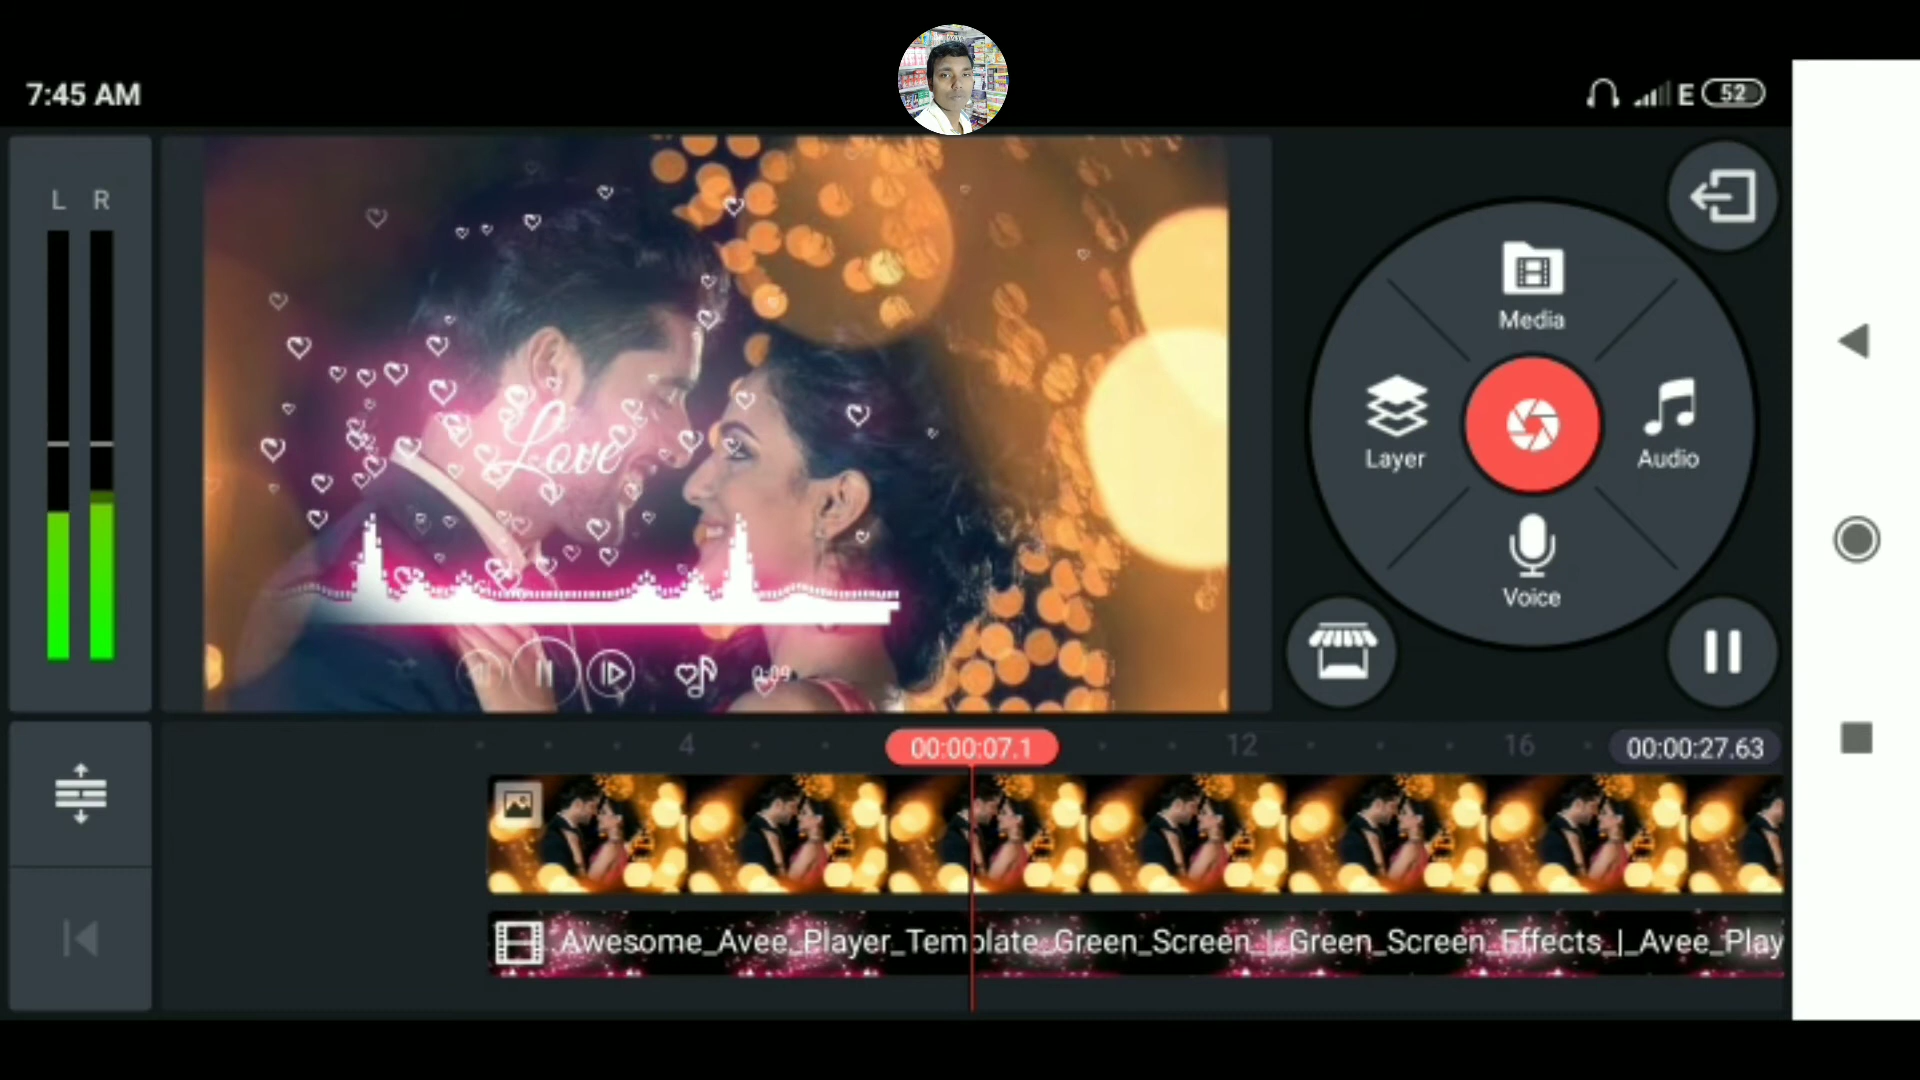 7:45 AM
E 52
L R
Media
Layer
Audio
Voice
Love
0:09
4
00:00:07.1
12
16
00:00:27.63
Awesome_Avee_Player_Template_Green_Screen_|_Green_Screen_Effects_|_Avee_Play